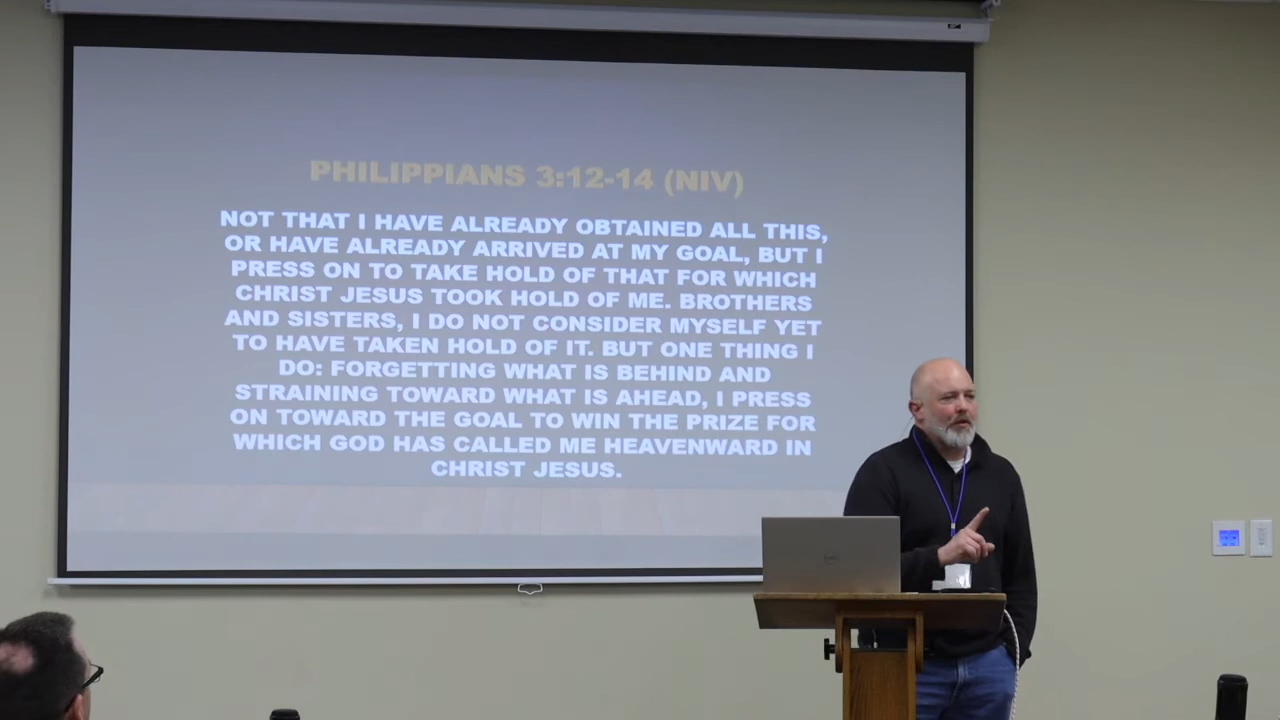 PHILIPPIANS 3:12-14 (NIV)
NOT THAT I HAVE ALREADY OBTAINED ALL THIS,
OR HAVE ALREADY ARRIVED AT MY GOAL, BUT I
PRESS ON TO TAKE HOLD OF THAT FOR WHICH
CHRIST JESUS TOOK HOLD OF ME. BROTHERS
AND SISTERS, I DO NOT CONSIDER MYSELF YET
TO HAVE TAKEN HOLD OF IT. BUT ONE THING I
DO: FORGETTING WHAT IS BEHIND AND
STRAINING TOWARD WHAT IS AHEAD, I PRESS
ON TOWARD THE GOAL TO WIN THE PRIZE FOR
WHICH GOD HAS CALLED ME HEAVENWARD IN
CHRIST JESUS.
DELL